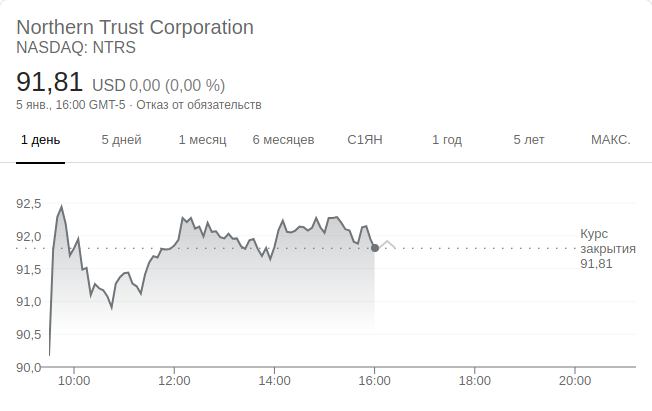 Northern Trust Corporation
NASDAQ: NTRS
91,81 USD 0,00 (0,00 %)
5 янв., 16:00 GMT-5 · Отказ от обязательств
1 день 5 дней 1 месяц 6 месяцев С1ЯН 1 год 5 лет МАКС.
92,5
92,0
91,5
91,0
90,5
90,0
Курс
закрытия
91,81
10:00 12:00 14:00 16:00 18:00 20:00